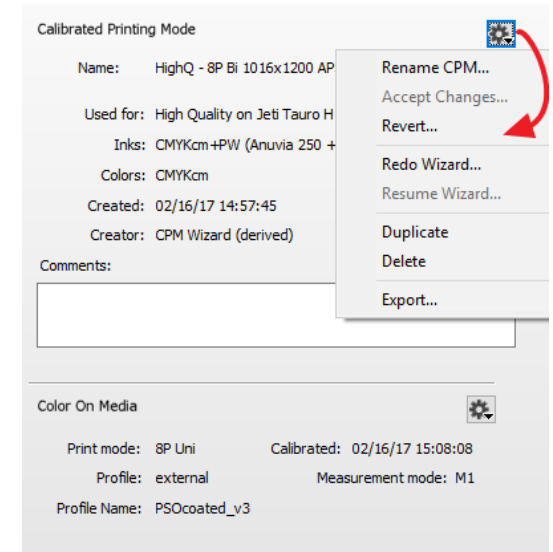 Calibrated Printing Mode
Name: HighQ - 8P Bi 1016x1200 AP
Used for: High Quality on Jeti Tauro H
Inks: CMYKcm+PW (Anuvia 250 +
Colors: CMYKcm
Created: 02/16/17 14:57:45
Creator: CPM Wizard (derived)
Comments:
Rename CPM...
Accept Changes...
Revert...
Redo Wizard...
Resume Wizard...
Duplicate
Delete
Export...
Color On Media
Print mode: 8P Uni Calibrated: 02/16/17 15:08:08
Profile: external Measurement mode: M1
Profile Name: PSOcoated_v3